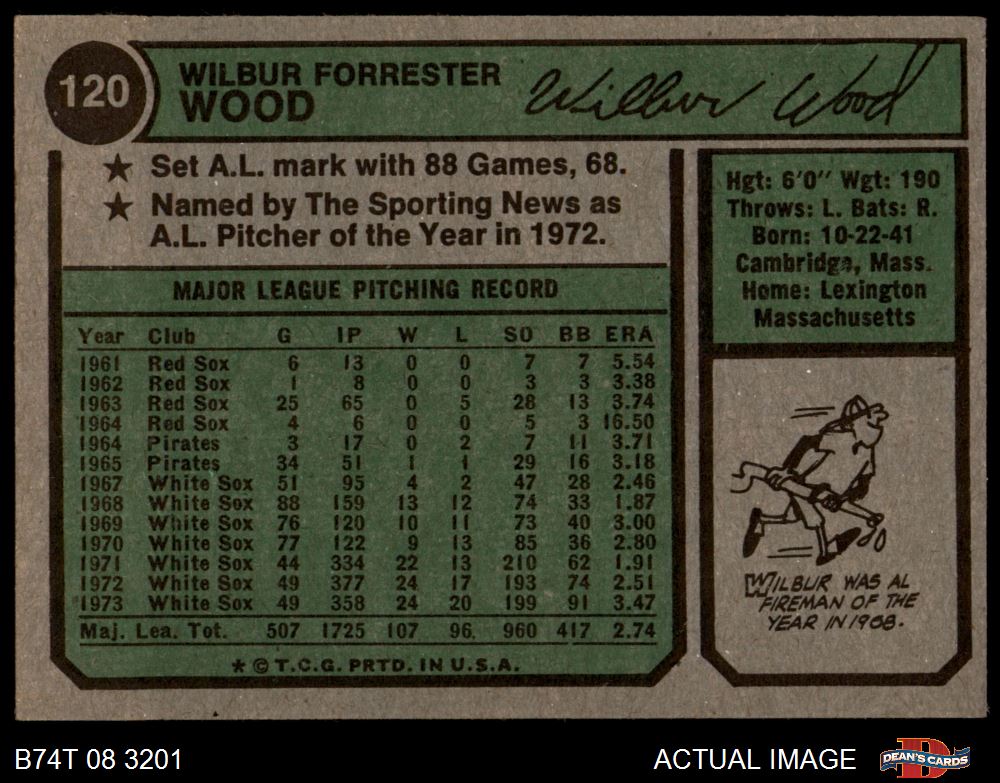 120
WILBUR FORRESTER
WOOD
Wilbur Wood
★ Set A.L. mark with 88 Games, 68.
★ Named by The Sporting News as
A.L. Pitcher of the Year in 1972.
MAJOR LEAGUE PITCHING RECORD
Year Club G IP W L SO BB ERA
1961 Red Sox 6 13 0 0 7 7 5.54
1962 Red Sox 1 8 0 0 3 3 3.38
1963 Red Sox 25 65 0 5 28 13 3.74
1964 Red Sox 4 6 0 0 5 3 16.50
1964 Pirates 3 17 0 2 7 11 3.71
1965 Pirates 34 51 1 1 29 16 3.18
1967 White Sox 51 95 4 2 47 28 2.46
1968 White Sox 88 159 13 12 74 33 1.87
1969 White Sox 76 120 10 11 73 40 3.00
1970 White Sox 77 122 9 13 85 36 2.80
1971 White Sox 44 334 22 13 210 62 1.91
1972 White Sox 49 377 24 17 193 74 2.51
1973 White Sox 49 358 24 20 199 91 3.47
Maj. Lea. Tot. 507 1725 107 96. 960 417 2.74
* © T.C.G. PRTD. IN U.S.A.
Hgt: 6'0" Wgt: 190
Throws: L. Bats: R.
Born: 10-22-41
Cambridge, Mass.
Home: Lexington
Massachusetts
WILBUR WAS AL
FIREMAN OF THE
YEAR IN 1968.
B74T 08 3201
ACTUAL IMAGE
D
DEAN'S CARDS